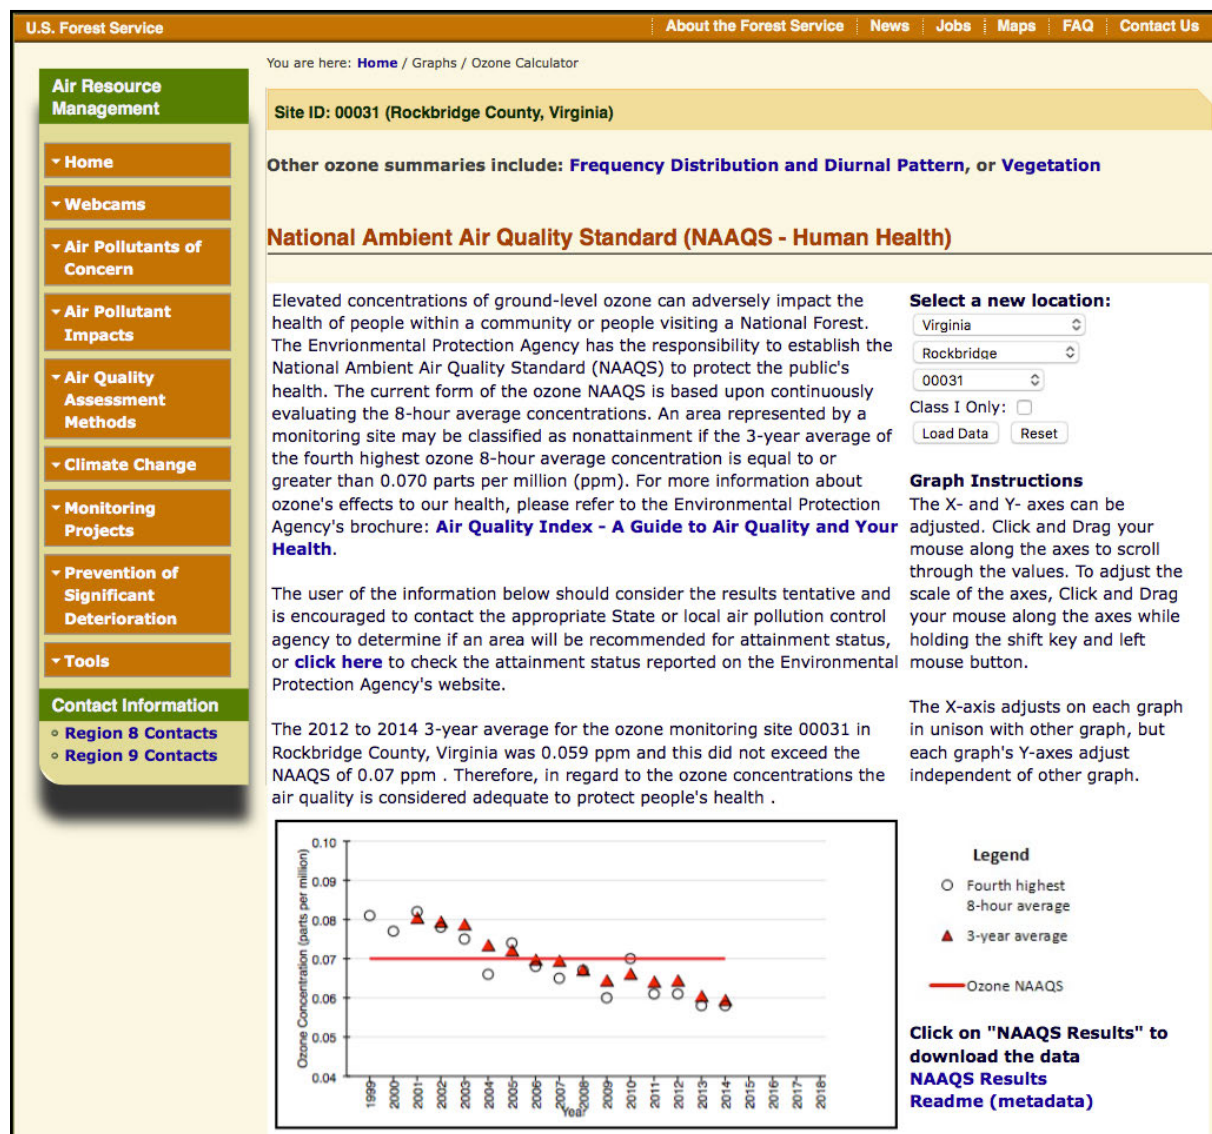 U.S. Forest Service
About the Forest Service
News
Jobs
Maps
FAQ
Contact Us
You are here: Home / Graphs / Ozone Calculator
Air Resource
Management
Home
Webcams
Air Pollutants of
Concern
Air Pollutant
Impacts
Air Quality
Assessment
Methods
Climate Change
Monitoring
Projects
Prevention of
Significant
Deterioration
Tools
Contact Information
Region 8 Contacts
Region 9 Contacts
Site ID: 00031 (Rockbridge County, Virginia)
Other ozone summaries include: Frequency Distribution and Diurnal Pattern, or Vegetation
National Ambient Air Quality Standard (NAAQS - Human Health)
Elevated concentrations of ground-level ozone can adversely impact the
health of people within a community or people visiting a National Forest.
The Envrionmental Protection Agency has the responsibility to establish the
National Ambient Air Quality Standard (NAAQS) to protect the public's
health. The current form of the ozone NAAQS is based upon continuously
evaluating the 8-hour average concentrations. An area represented by a
monitoring site may be classified as nonattainment if the 3-year average of
the fourth highest ozone 8-hour average concentration is equal to or
greater than 0.070 parts per million (ppm). For more information about
ozone's effects to our health, please refer to the Environmental Protection
Agency's brochure: Air Quality Index - A Guide to Air Quality and Your
Health.
The user of the information below should consider the results tentative and
is encouraged to contact the appropriate State or local air pollution control
agency to determine if an area will be recommended for attainment status,
or click here to check the attainment status reported on the Environmental
Protection Agency's website.
The 2012 to 2014 3-year average for the ozone monitoring site 00031 in
Rockbridge County, Virginia was 0.059 ppm and this did not exceed the
NAAQS of 0.07 ppm . Therefore, in regard to the ozone concentrations the
air quality is considered adequate to protect people's health .
Select a new location:
Virginia
Rockbridge
00031
Class I Only:
Load Data
Reset
Graph Instructions
The X- and Y- axes can be
adjusted. Click and Drag your
mouse along the axes to scroll
through the values. To adjust the
scale of the axes, Click and Drag
your mouse along the axes while
holding the shift key and left
mouse button.
The X-axis adjusts on each graph
in unison with other graph, but
each graph's Y-axes adjust
independent of other graph.
Ozone Concentration (parts per million)
0.10
0.09
0.08
0.07
0.06
0.05
0.04
1999
2000
2001
2002
2003
2004
2005
2006
2007
2008
2009
2010
2011
2012
2013
2014
2015
2016
2017
2018
Year
Legend
Fourth highest
8-hour average
3-year average
Ozone NAAQS
Click on "NAAQS Results" to
download the data
NAAQS Results
Readme (metadata)